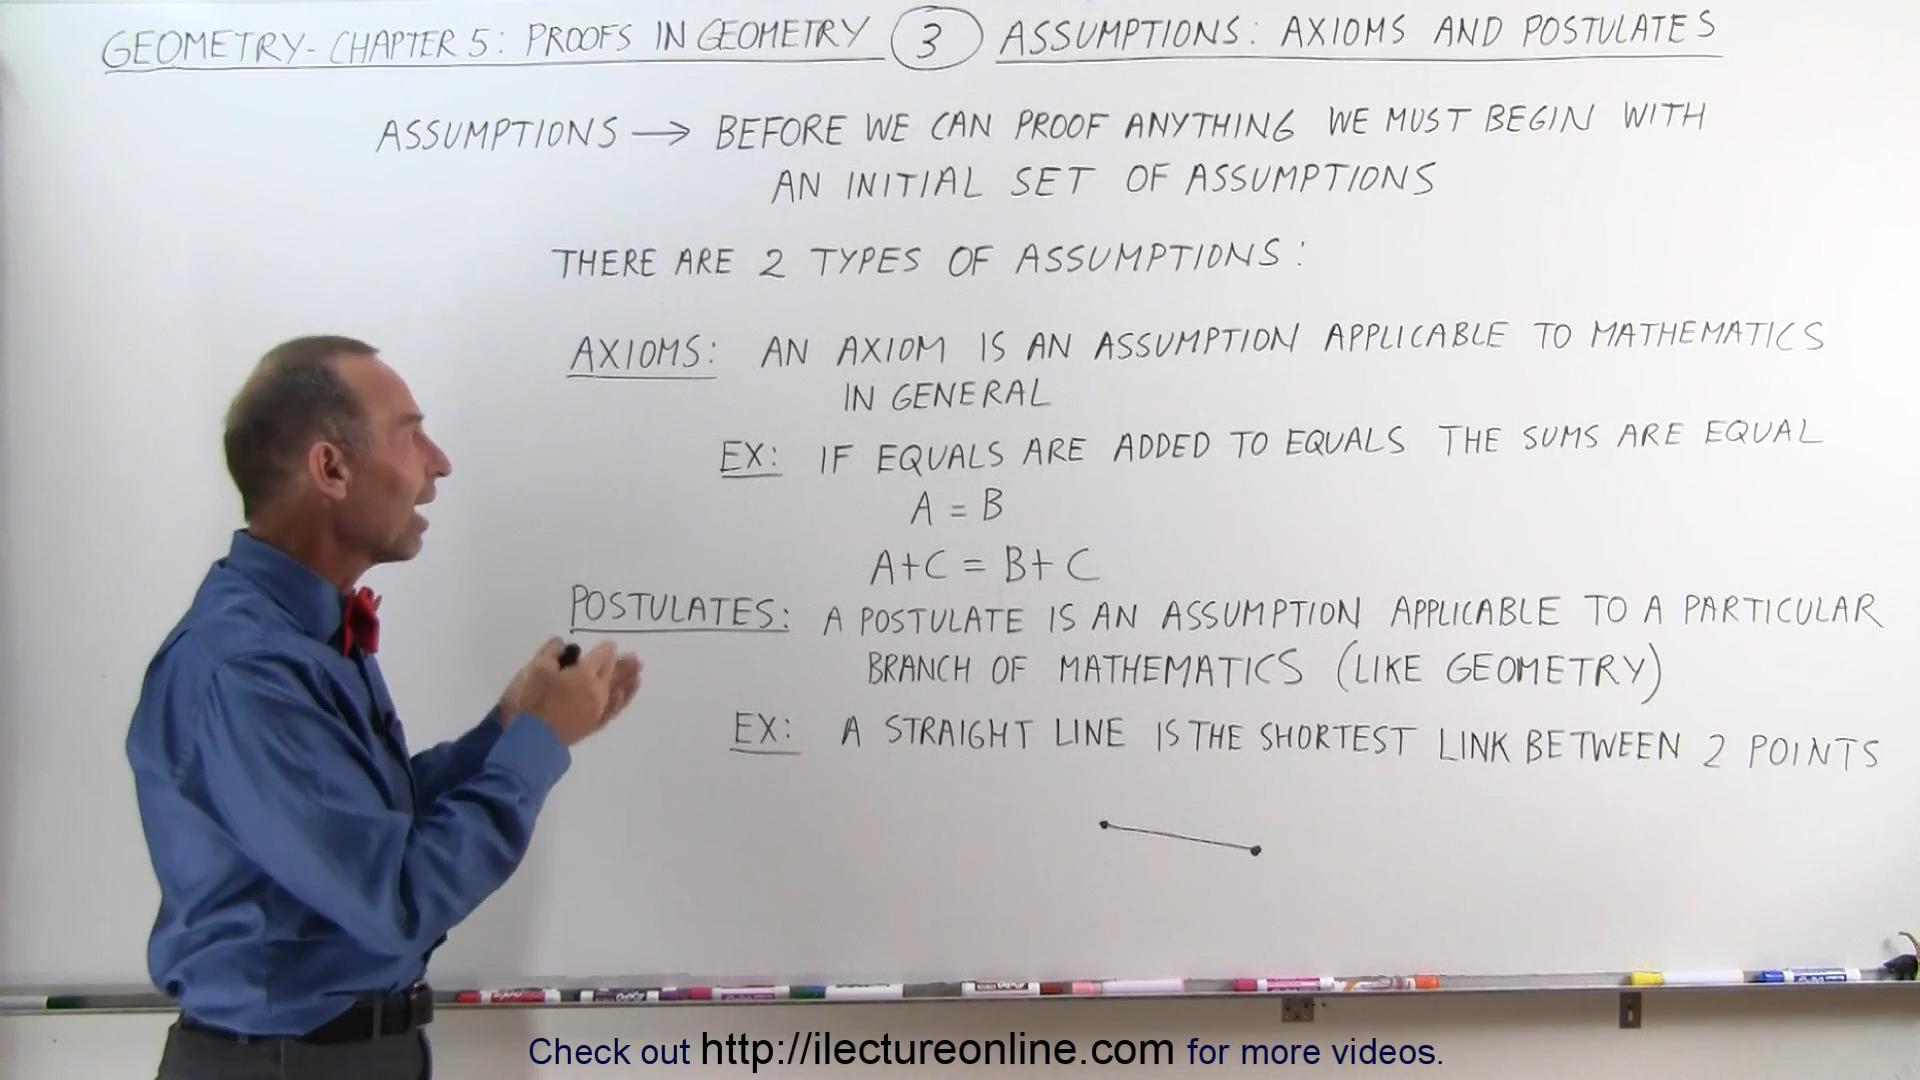 GEOMETRY - CHAPTER 5: PROOFS IN GEOMETRY 3 ASSUMPTIONS: AXIOMS AND POSTULATES
ASSUMPTIONS → BEFORE WE CAN PROOF ANYTHING WE MUST BEGIN WITH
AN INITIAL SET OF ASSUMPTIONS
THERE ARE 2 TYPES OF ASSUMPTIONS:
AXIOMS: AN AXIOM IS AN ASSUMPTION APPLICABLE TO MATHEMATICS
IN GENERAL
EX: IF EQUALS ARE ADDED TO EQUALS THE SUMS ARE EQUAL
A = B
A+C = B+C
POSTULATES: A POSTULATE IS AN ASSUMPTION APPLICABLE TO A PARTICULAR
BRANCH OF MATHEMATICS (LIKE GEOMETRY)
EX: A STRAIGHT LINE IS THE SHORTEST LINK BETWEEN 2 POINTS
Check out http://ilectureonline.com for more videos.